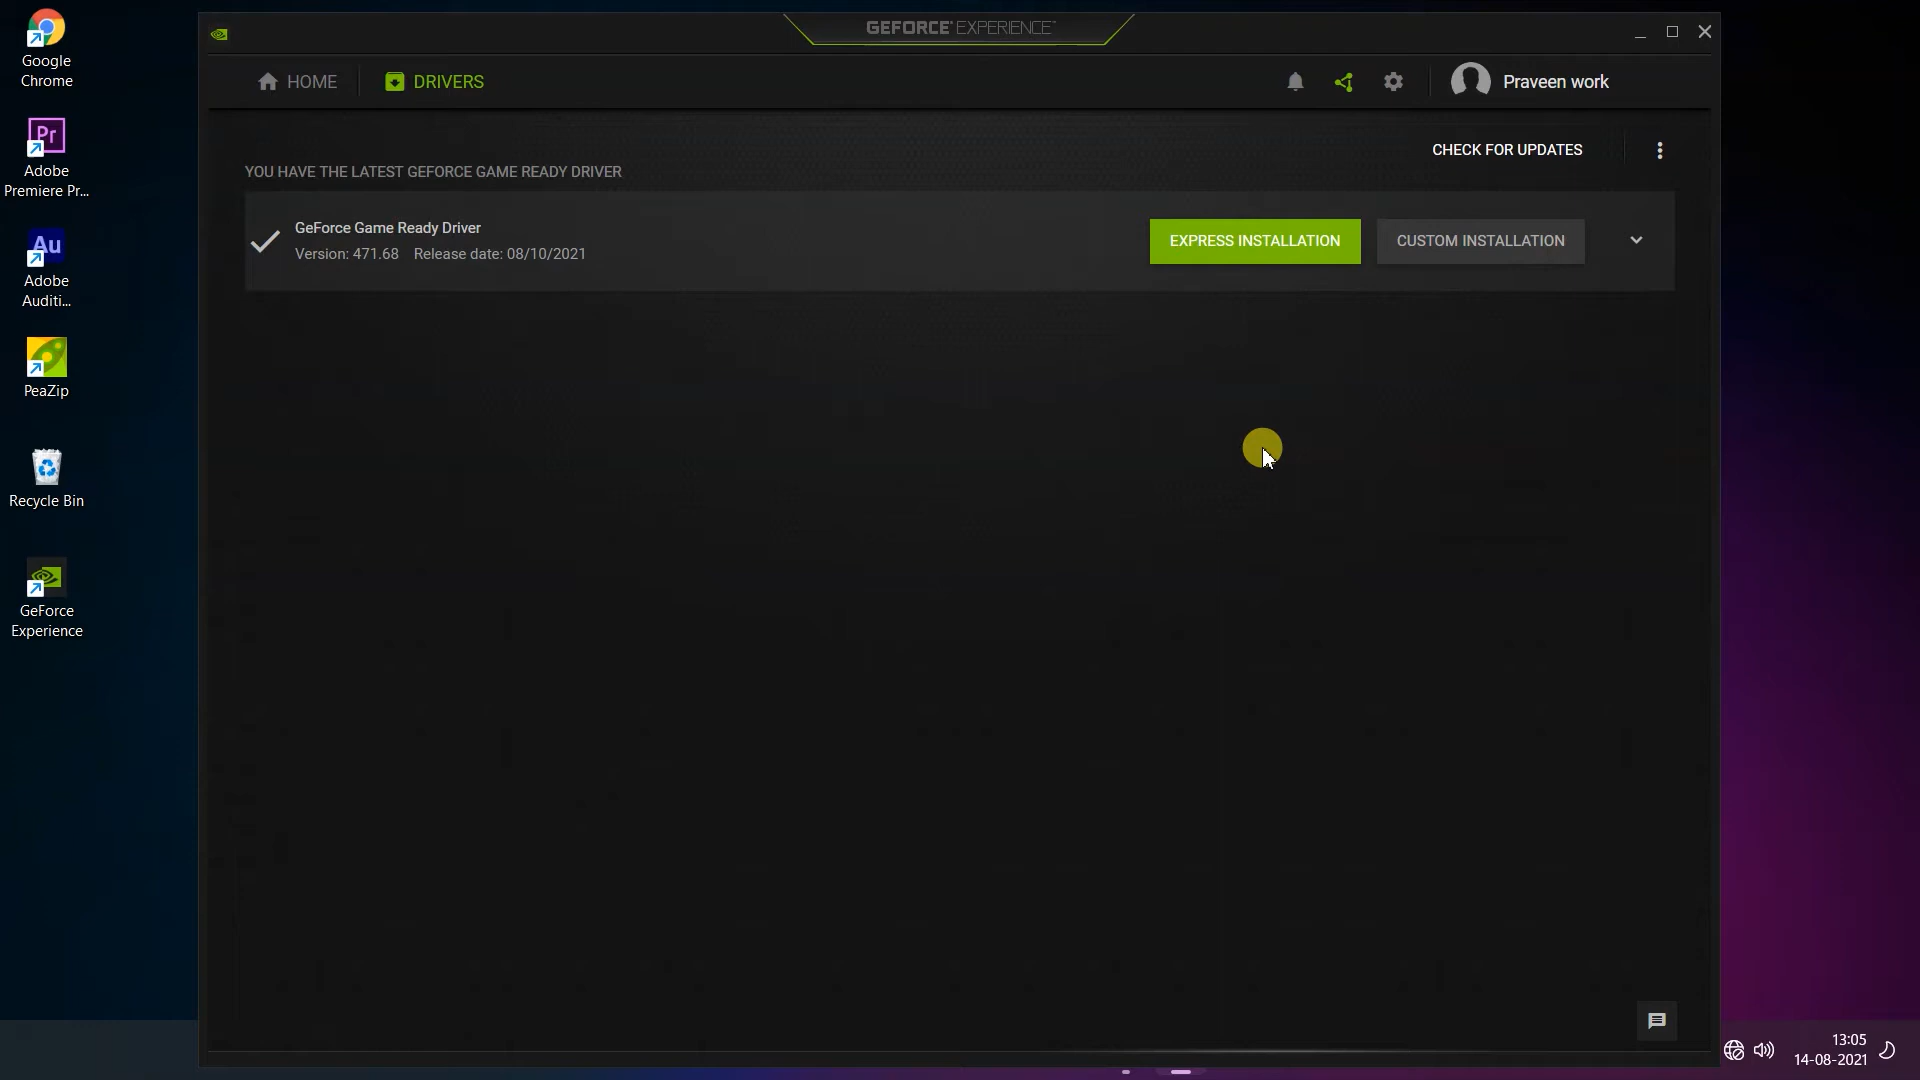 Google
Chrome
Pr
Adobe
Premiere Pr...
Au
Adobe
Auditi...
PeaZip
Recycle Bin
GeForce
Experience
GEFORCE EXPERIENCE
HOME
DRIVERS
Praveen work
CHECK FOR UPDATES
YOU HAVE THE LATEST GEFORCE GAME READY DRIVER
GeForce Game Ready Driver
Version: 471.68 Release date: 08/10/2021
EXPRESS INSTALLATION
CUSTOM INSTALLATION
13:05
14-08-2021